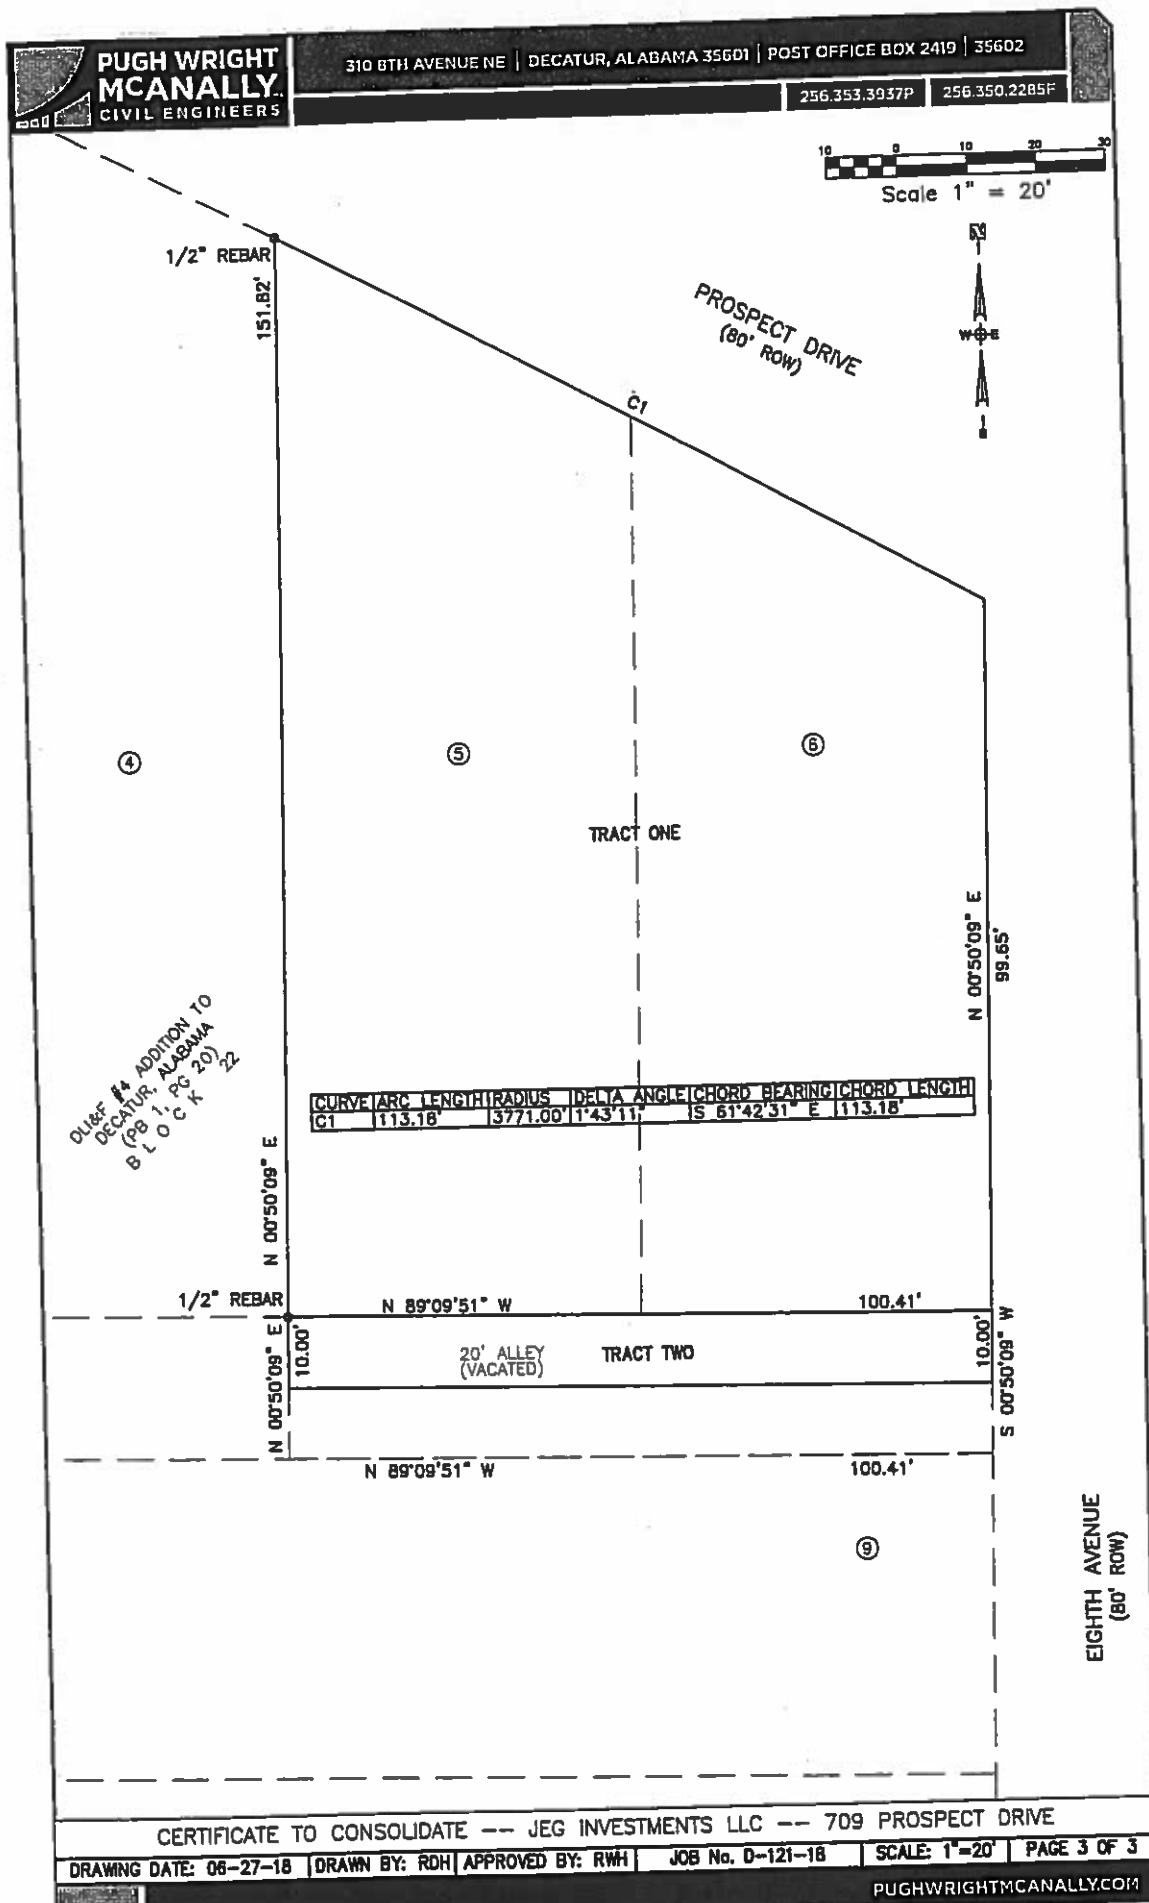 PUGH WRIGHT
MCANALLY
CIVIL ENGINEERS
310 8TH AVENUE NE | DECATUR, ALABAMA 35601 | POST OFFICE BOX 2419 | 35602
256.353.3937P | 256.350.2285F
10 0 10 20 30
Scale 1" = 20'
N
W E
1/2" REBAR
151.82'
PROSPECT DRIVE
(80' ROW)
C1
4
5
6
TRACT ONE
N 00°50'09" E
99.65'
DLI&F #4 ADDITION TO
DECATUR, ALABAMA
(PB 1, PG 20)
BLOCK 22
CURVE ARC LENGTH RADIUS DELTA ANGLE CHORD BEARING CHORD LENGTH
C1 113.18' 3771.00' 1°43'11" S 61°42'31" E 113.18'
N 00°50'09" E
1/2" REBAR
N 89°09'51" W 100.41'
N 00°50'09" E
10.00'
20' ALLEY
(VACATED)
TRACT TWO
10.00'
S 00°50'09" W
N 89°09'51" W 100.41'
9
EIGHTH AVENUE
(80' ROW)
CERTIFICATE TO CONSOLIDATE -- JEG INVESTMENTS LLC -- 709 PROSPECT DRIVE
DRAWING DATE: 06-27-18 DRAWN BY: RDH APPROVED BY: RWH JOB No. D-121-18 SCALE: 1"=20' PAGE 3 OF 3
PUGHWRIGHTMCANALLY.COM